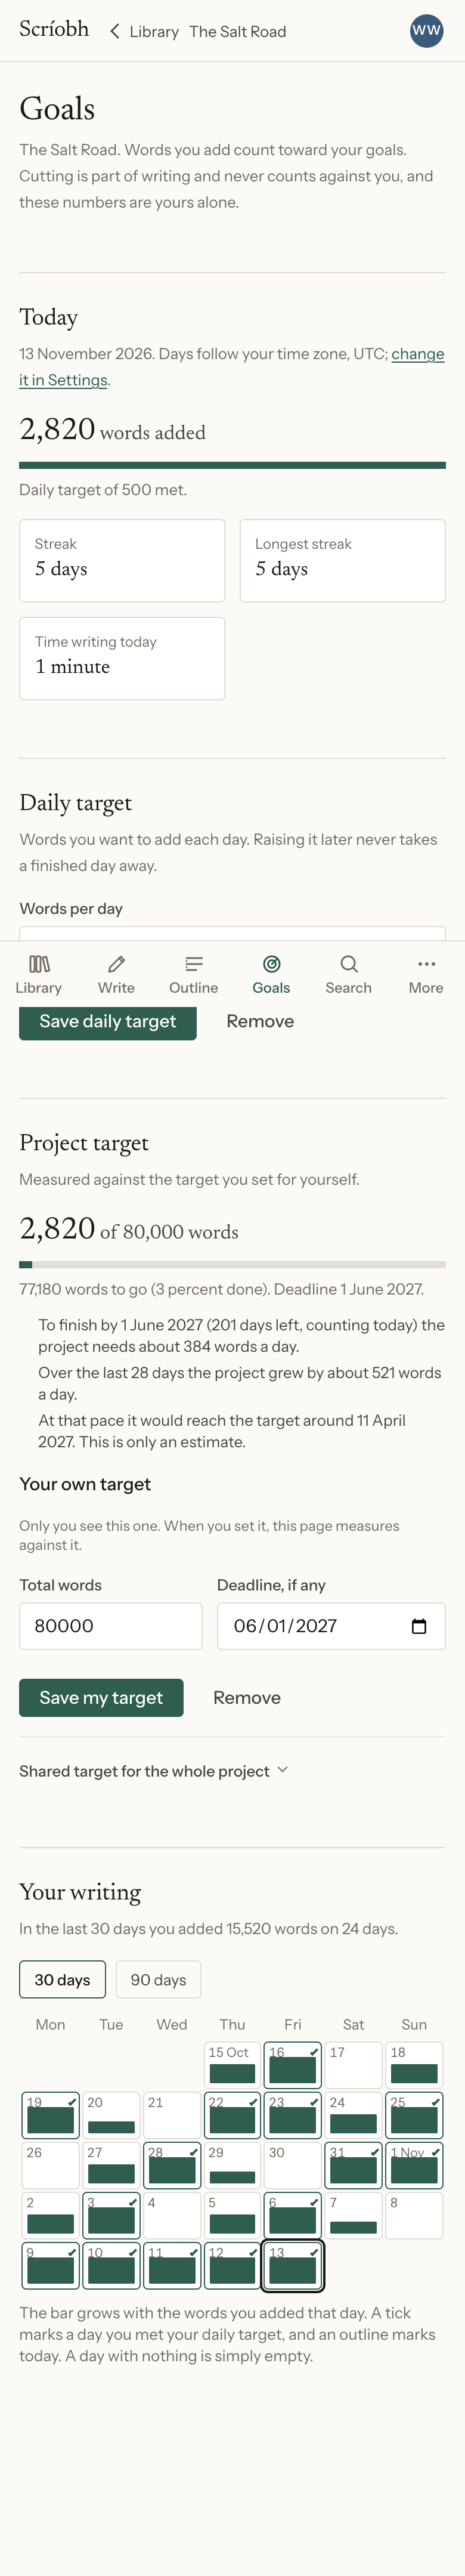 Scríobh
Library The Salt Road
WW
Goals
The Salt Road. Words you add count toward your goals.
Cutting is part of writing and never counts against you, and
these numbers are yours alone.
Today
13 November 2026. Days follow your time zone, UTC; change
it in Settings.
2,820 words added
Daily target of 500 met.
Streak
5 days
Longest streak
5 days
Time writing today
1 minute
Daily target
Words you want to add each day. Raising it later never takes
a finished day away.
Words per day
Library Write Outline Goals Search More
Save daily target Remove
Project target
Measured against the target you set for yourself.
2,820 of 80,000 words
77,180 words to go (3 percent done). Deadline 1 June 2027.
To finish by 1 June 2027 (201 days left, counting today) the
project needs about 384 words a day.
Over the last 28 days the project grew by about 521 words
a day.
At that pace it would reach the target around 11 April
2027. This is only an estimate.
Your own target
Only you see this one. When you set it, this page measures
against it.
Total words Deadline, if any
80000 06/01/2027
Save my target Remove
Shared target for the whole project
Your writing
In the last 30 days you added 15,520 words on 24 days.
30 days 90 days
Mon Tue Wed Thu Fri Sat Sun
15 Oct 16 17 18
19 20 21 22 23 24 25
26 27 28 29 30 31 1 Nov
2 3 4 5 6 7 8
9 10 11 12 13
The bar grows with the words you added that day. A tick
marks a day you met your daily target, and an outline marks
today. A day with nothing is simply empty.